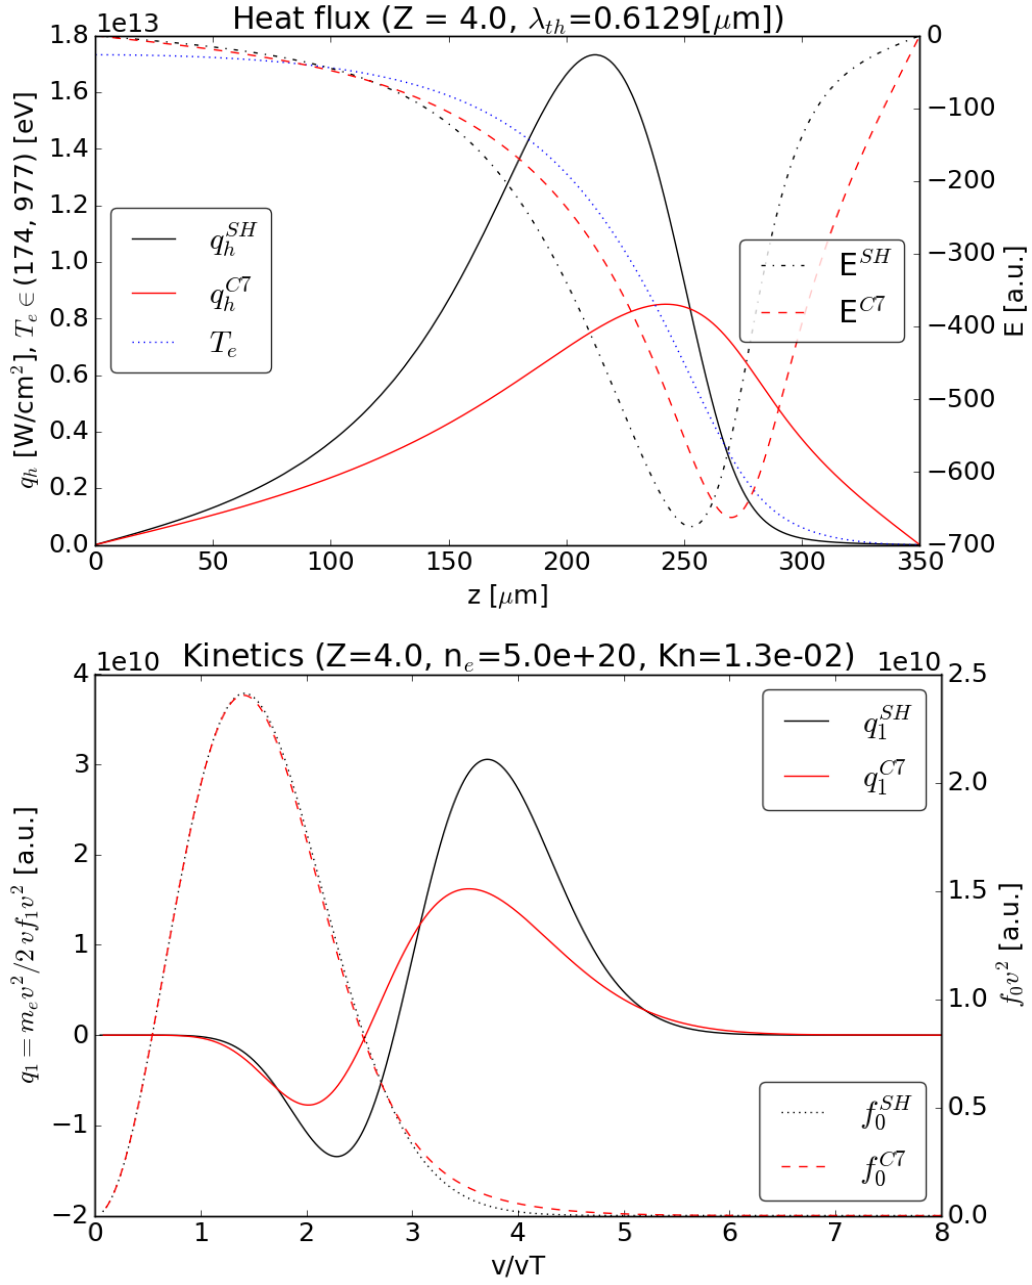 Heat flux (Z = 4.0, λ_th=0.6129[μm])
1e13
1.8
1.6
1.4
1.2
1.0
0.8
0.6
0.4
0.2
0.0
q_h [W/cm²], T_e ∈ (174, 977) [eV]
q_h^SH
q_h^C7
T_e
E^SH
E^C7
0
−100
−200
−300
−400
−500
−600
−700
E [a.u.]
0 50 100 150 200 250 300 350
z [μm]
Kinetics (Z=4.0, n_e=5.0e+20, Kn=1.3e-02)
1e10
1e10
4
3
2
1
0
−1
−2
q_1 = m_e v²/2 v f_1 v² [a.u.]
q_1^SH
q_1^C7
f_0^SH
f_0^C7
2.5
2.0
1.5
1.0
0.5
0.0
f_0 v² [a.u.]
0 1 2 3 4 5 6 7 8
v/vT